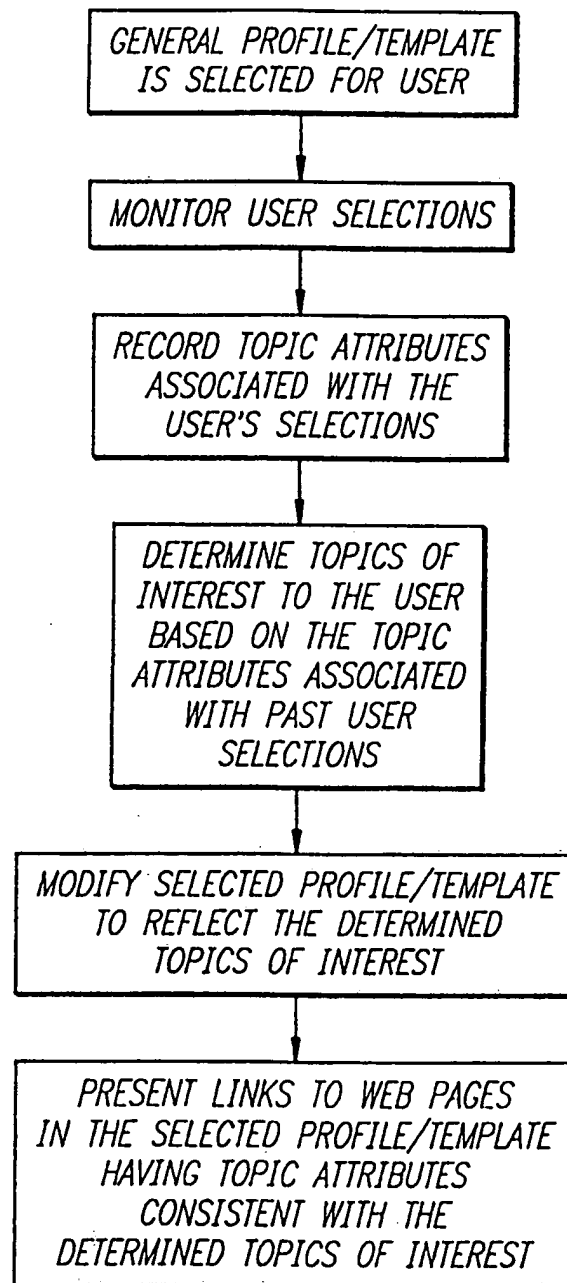 GENERAL PROFILE/TEMPLATE
IS SELECTED FOR USER
MONITOR USER SELECTIONS
RECORD TOPIC ATTRIBUTES
ASSOCIATED WITH THE
USER'S SELECTIONS
DETERMINE TOPICS OF
INTEREST TO THE USER
BASED ON THE TOPIC
ATTRIBUTES ASSOCIATED
WITH PAST USER
SELECTIONS
MODIFY SELECTED PROFILE/TEMPLATE
TO REFLECT THE DETERMINED
TOPICS OF INTEREST
PRESENT LINKS TO WEB PAGES
IN THE SELECTED PROFILE/TEMPLATE
HAVING TOPIC ATTRIBUTES
CONSISTENT WITH THE
DETERMINED TOPICS OF INTEREST